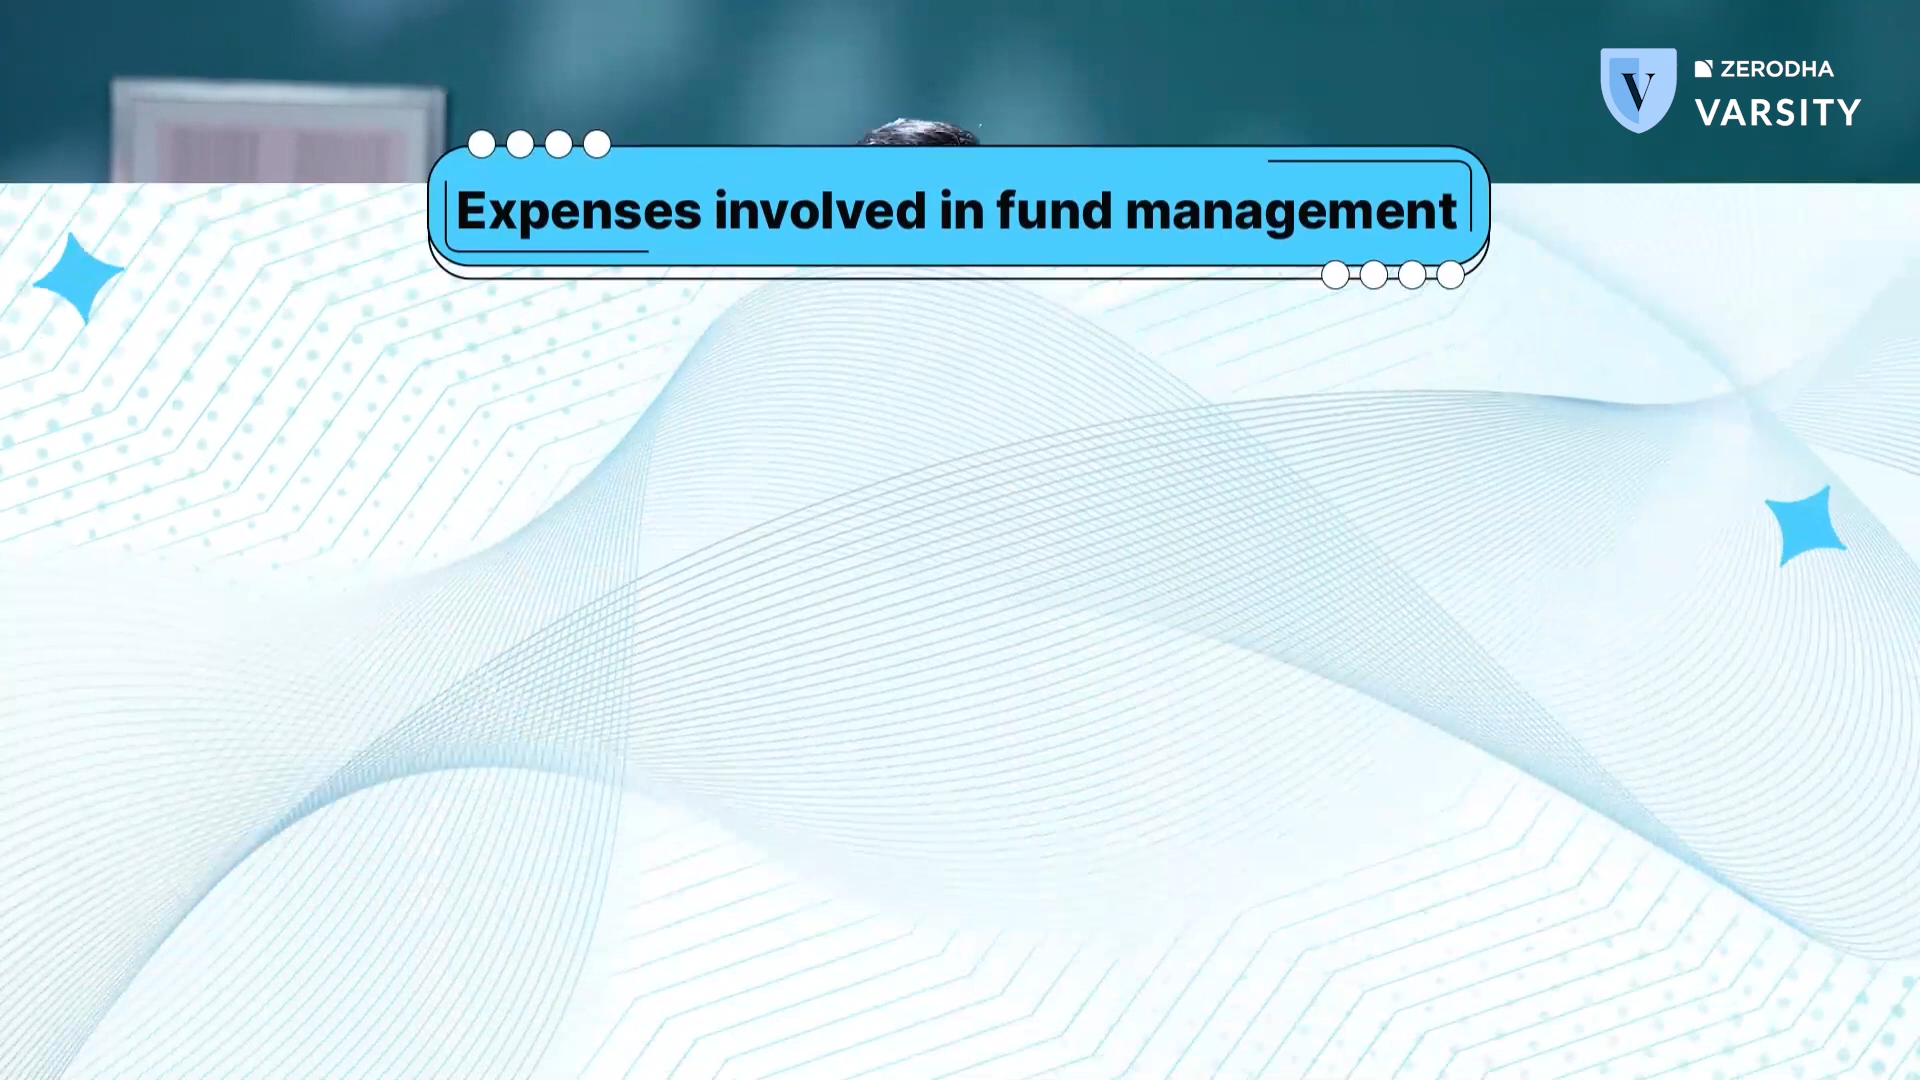 ZERODHA
VARSITY
Expenses involved in fund management